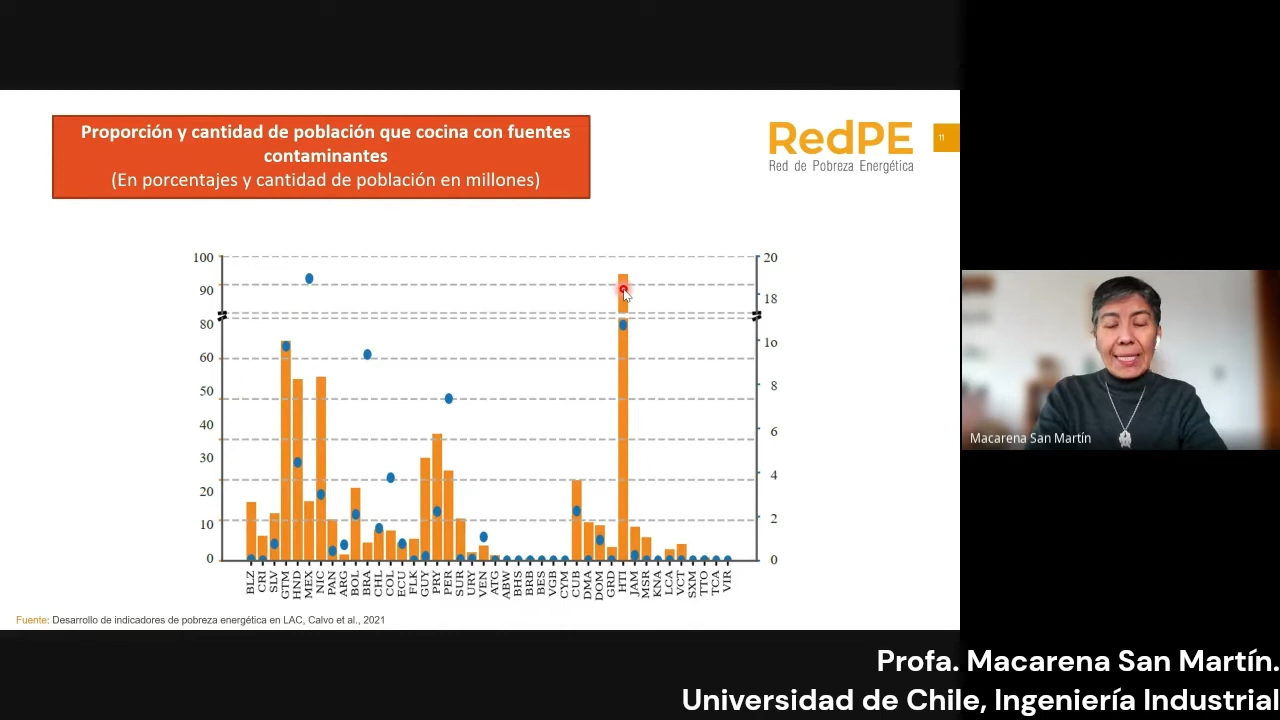 Proporción y cantidad de población que cocina con fuentes
contaminantes
(En porcentajes y cantidad de población en millones)
RedPE
Red de Pobreza Energética
11
100
90
80
60
50
40
30
20
10
0
20
18
1o
8
6
4
2
0
BLZ
CRI
SLV
GTM
HND
MEX
NIC
PAN
ARG
BOL
BRA
CHL
COL
ECU
FLK
GUY
PRY
PER
SUR
URY
VEN
ATG
ABW
BHS
BRB
BES
VGB
CYM
CUB
DMA
DOM
GRD
HTI
JAM
MSR
KNA
LCA
VCT
SXM
TTO
TCA
VIR
Fuente: Desarrollo de indicadores de pobreza energética en LAC, Calvo et al., 2021
Macarena San Martín
Profa. Macarena San Martín.
Universidad de Chile, Ingeniería Industrial